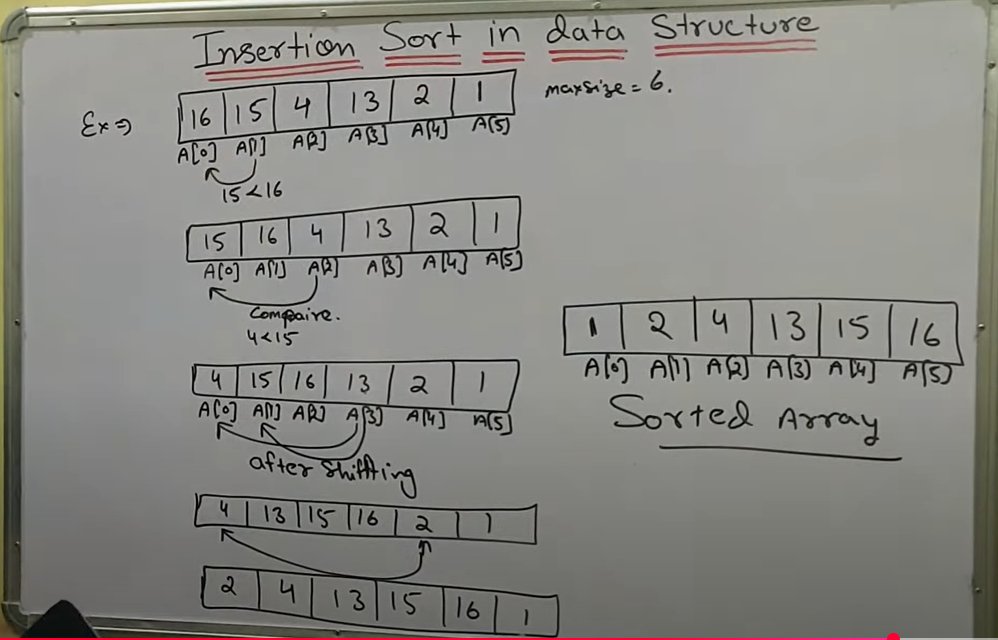 Insertion Sort in data Structure
Ex⇒ 16 15 4 13 2 1 maxsize = 6.
A[0] A[1] A[2] A[3] A[4] A[5]
15<16
15 16 4 13 2 1
A[0] A[1] A[2] A[3] A[4] A[5]
Compaire.
4<15
4 15 16 13 2 1
A[0] A[1] A[2] A[3] A[4] A[5]
after Shiffting
4 13 15 16 2 1
2 4 13 15 16 1
1 2 4 13 15 16
A[0] A[1] A[2] A[3] A[4] A[5]
Sorted Array